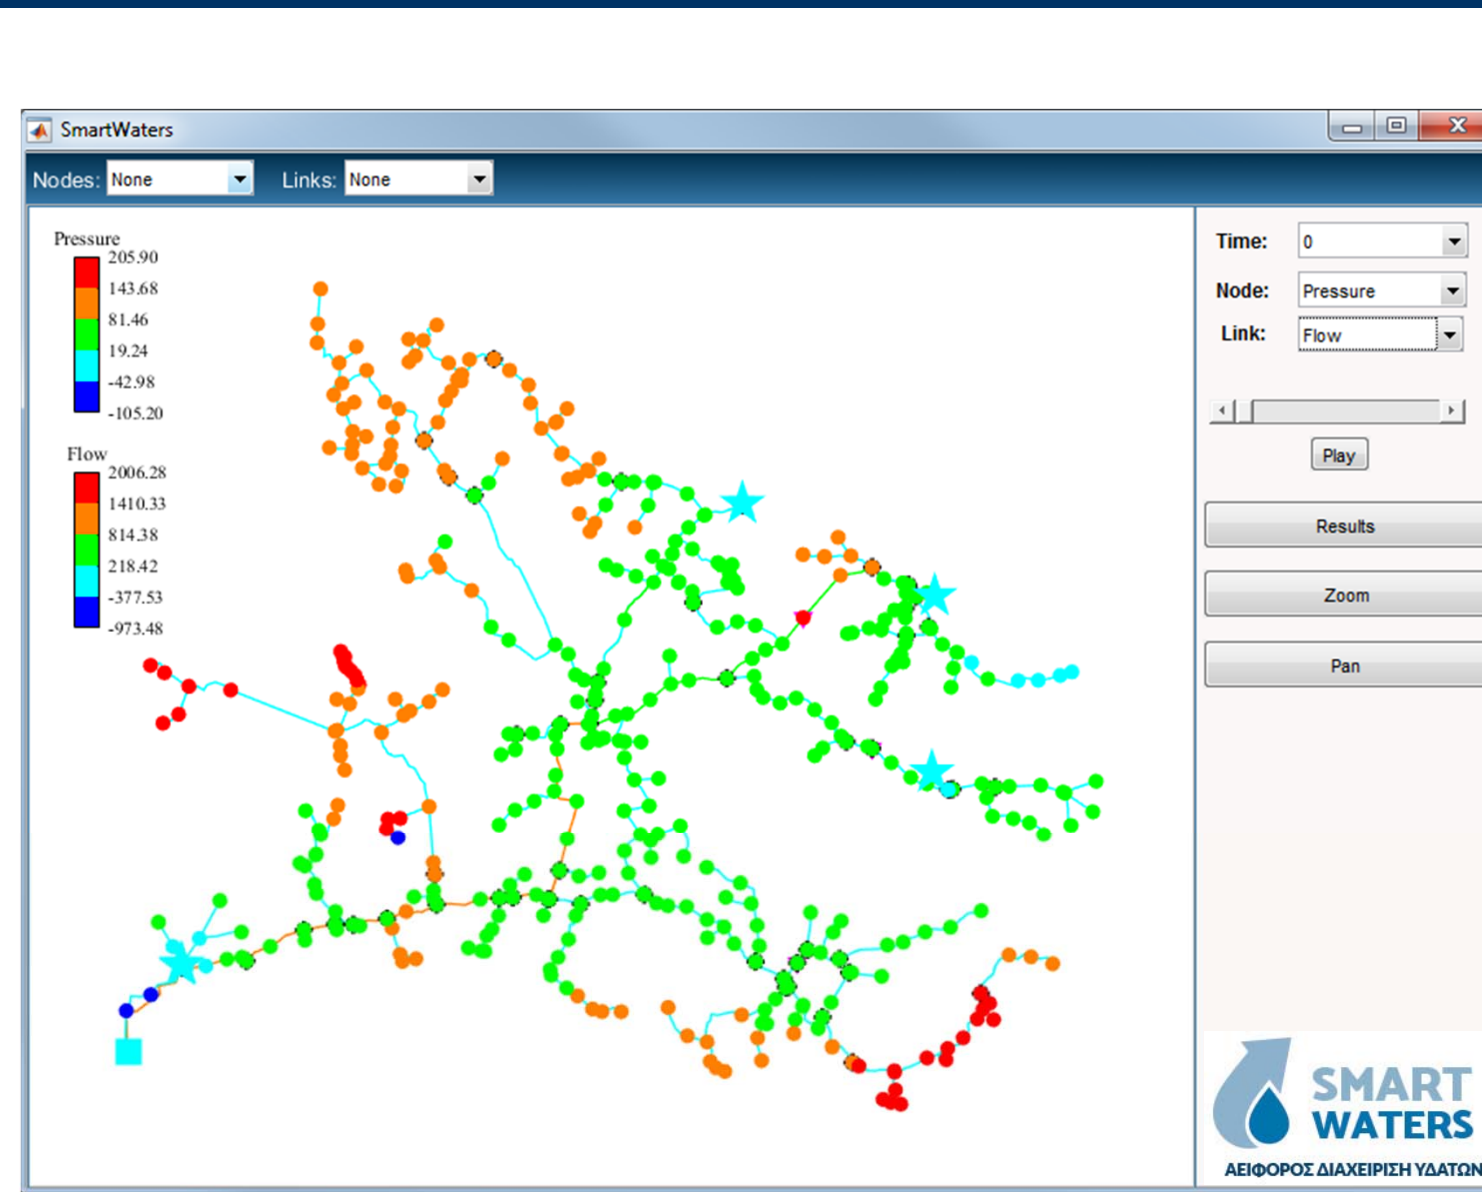 SmartWaters
Nodes: None Links: None
Pressure
205.90
143.68
81.46
19.24
-42.98
-105.20
Flow
2006.28
1410.33
814.38
218.42
-377.53
-973.48
Time: 0
Node: Pressure
Link: Flow
Play
Results
Zoom
Pan
SMART
WATERS
ΑΕΙΦΟΡΟΣ ΔΙΑΧΕΙΡΙΣΗ ΥΔΑΤΩΝ